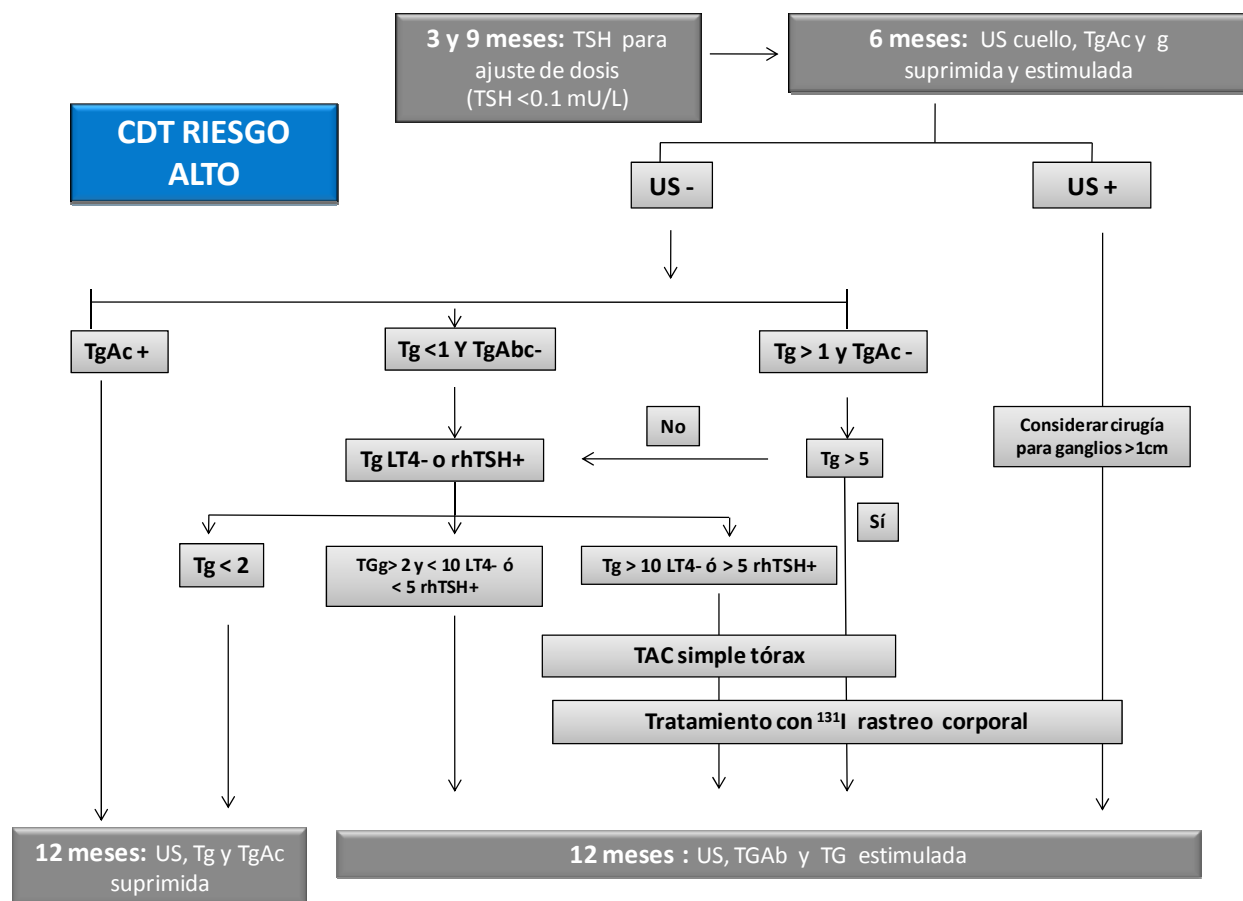 3 y 9 meses: TSH para
ajuste de dosis
(TSH <0.1 mU/L)
6 meses: US cuello, TgAc y g
suprimida y estimulada
CDT RIESGO
ALTO
US -
US +
TgAc +
Tg <1 Y TgAbc-
Tg > 1 y TgAc -
No
Considerar cirugía
para ganglios >1cm
Tg LT4- o rhTSH+
Tg > 5
Sí
Tg < 2
TGg> 2 y < 10 LT4- ó
< 5 rhTSH+
Tg > 10 LT4- ó > 5 rhTSH+
TAC simple tórax
Tratamiento con ¹³¹I rastreo corporal
12 meses: US, Tg y TgAc
suprimida
12 meses : US, TGAb y TG estimulada